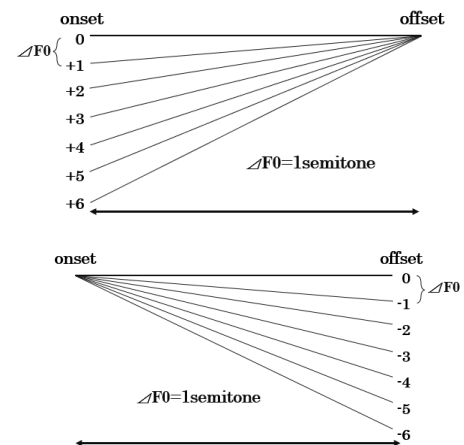 onset offset
0
⊿F0
+1
+2
+3
+4
+5
+6
⊿F0=1semitone
onset offset
0
⊿F0
-1
-2
-3
-4
-5
-6
⊿F0=1semitone